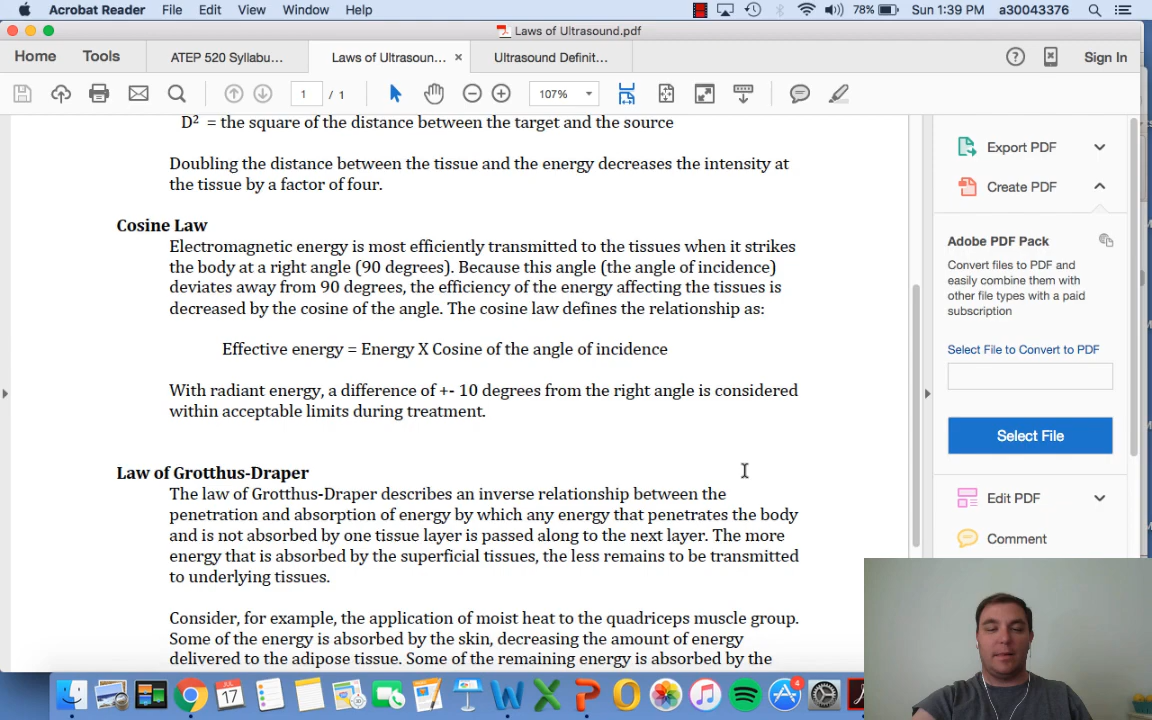 Acrobat Reader File Edit View Window Help 78% Sun 1:39 PM a30043376
Laws of Ultrasound.pdf
Home Tools ATEP 520 Syllabu... Laws of Ultrasoun... × Ultrasound Definit... Sign In
1 / 1 107%
D² = the square of the distance between the target and the source
Doubling the distance between the tissue and the energy decreases the intensity at
the tissue by a factor of four.
Cosine Law
Electromagnetic energy is most efficiently transmitted to the tissues when it strikes
the body at a right angle (90 degrees). Because this angle (the angle of incidence)
deviates away from 90 degrees, the efficiency of the energy affecting the tissues is
decreased by the cosine of the angle. The cosine law defines the relationship as:
Effective energy = Energy X Cosine of the angle of incidence
With radiant energy, a difference of +- 10 degrees from the right angle is considered
within acceptable limits during treatment.
Law of Grotthus-Draper
The law of Grotthus-Draper describes an inverse relationship between the
penetration and absorption of energy by which any energy that penetrates the body
and is not absorbed by one tissue layer is passed along to the next layer. The more
energy that is absorbed by the superficial tissues, the less remains to be transmitted
to underlying tissues.
Consider, for example, the application of moist heat to the quadriceps muscle group.
Some of the energy is absorbed by the skin, decreasing the amount of energy
delivered to the adipose tissue. Some of the remaining energy is absorbed by the
Export PDF
Create PDF
Adobe PDF Pack
Convert files to PDF and
easily combine them with
other file types with a paid
subscription
Select File to Convert to PDF
Select File
Edit PDF
Comment
JUL
17
4